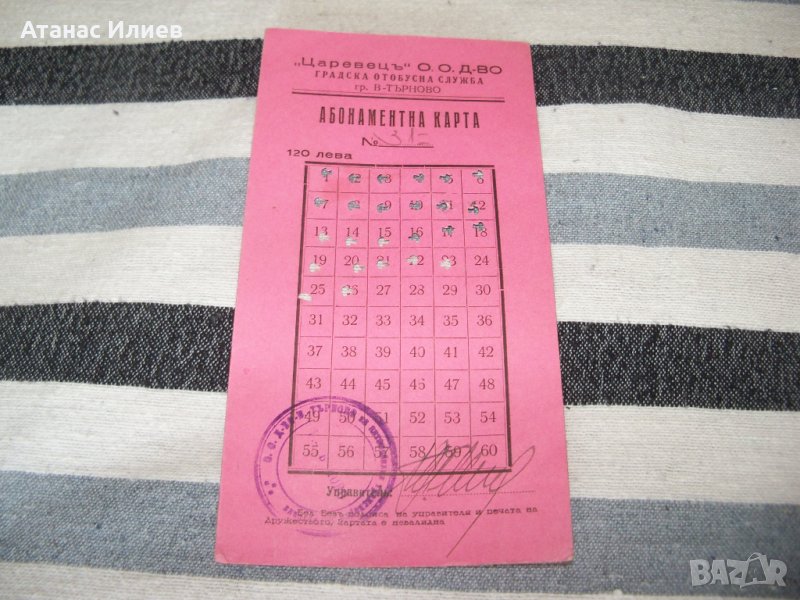 Атанас Илиев
„Царевецъ“ О. О. Д-ВО
ГРАДСКА ОТОБУСНА СЛУЖБА
гр. В-ТЪРНОВО
АБОНАМЕНТНА КАРТА
№ 31
120 лева
1 2 3 4 5 6
7 8 9 10 11 12
13 14 15 16 17 18
19 20 21 22 23 24
25 26 27 28 29 30
31 32 33 34 35 36
37 38 39 40 41 42
43 44 45 46 47 48
49 50 51 52 53 54
55 56 57 58 59 60
Управитель:
Безъ подписа на управителя и печата на
Дружеството, картата е невалидна
BAZAR